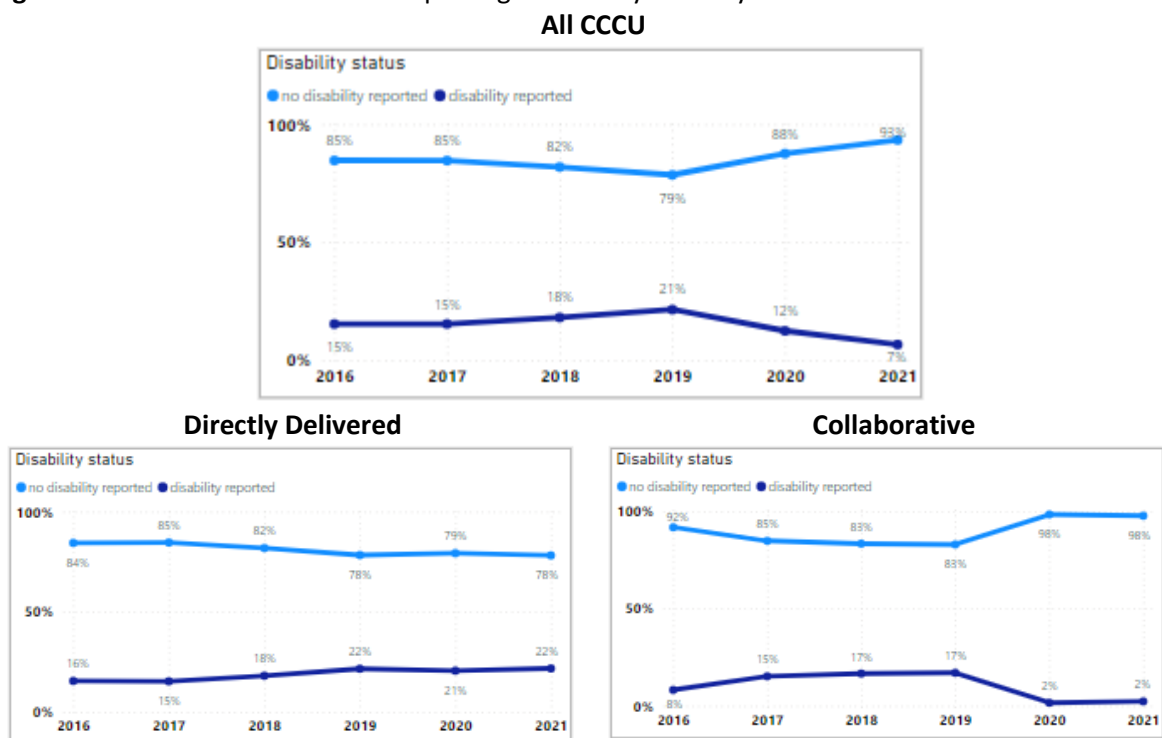 All CCCU
Disability status
no disability reported disability reported
100%
85% 85% 82% 79% 88% 93%
50%
15% 15% 18% 21% 12% 7%
0%
2016 2017 2018 2019 2020 2021
Directly Delivered
Disability status
no disability reported disability reported
100%
84% 85% 82% 78% 79% 78%
50%
16% 15% 18% 22% 21% 22%
0%
2016 2017 2018 2019 2020 2021
Collaborative
Disability status
no disability reported disability reported
100%
92% 85% 83% 83% 98% 98%
50%
8% 15% 17% 17% 2% 2%
0%
2016 2017 2018 2019 2020 2021